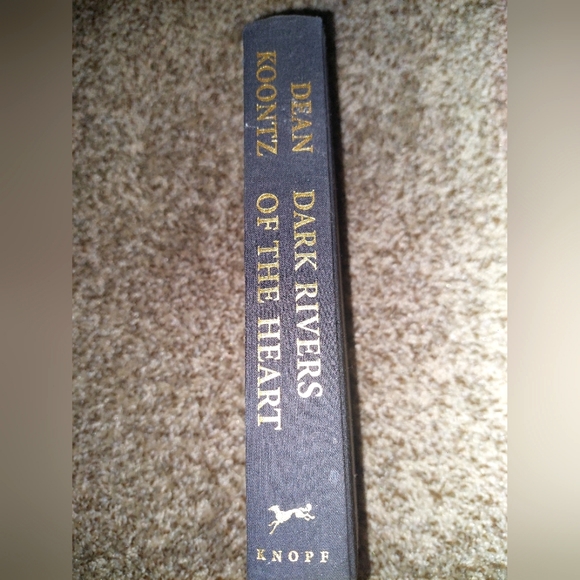 DEAN
KOONTZ
DARK RIVERS
OF THE HEART
KNOPF